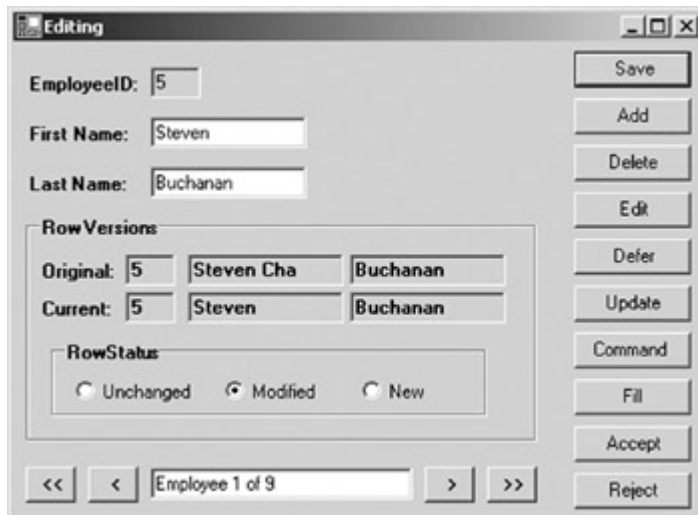 Editing
EmployeeID: 5
First Name: Steven
Last Name: Buchanan
Row Versions
Original: 5 Steven Cha Buchanan
Current: 5 Steven Buchanan
RowStatus
Unchanged Modified New
<< < Employee 1 of 9 > >>
Save
Add
Delete
Edit
Defer
Update
Command
Fill
Accept
Reject